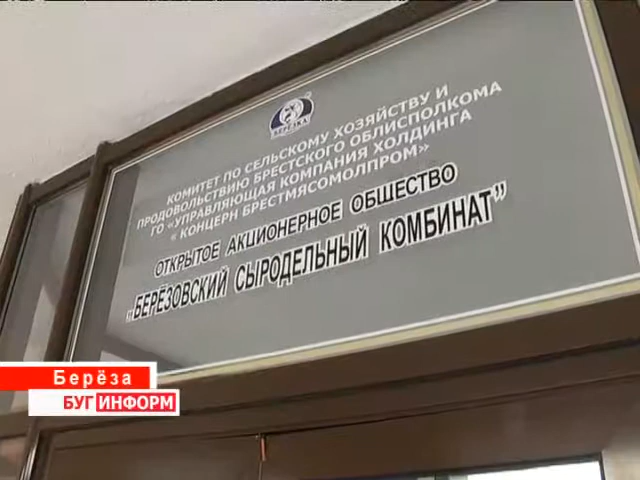 КОМИТЕТ ПО СЕЛЬСКОМУ ХОЗЯЙСТВУ И
ПРОДОВОЛЬСТВИЮ БРЕСТСКОГО ОБЛИСПОЛКОМА
ГО «УПРАВЛЯЮЩАЯ КОМПАНИЯ ХОЛДИНГА
« КОНЦЕРН БРЕСТМЯСОМОЛПРОМ»
ОТКРЫТОЕ АКЦИОНЕРНОЕ ОБЩЕСТВО
„БЕРЁЗОВСКИЙ СЫРОДЕЛЬНЫЙ КОМБИНАТ”
Берёза
БУГИНФОРМ